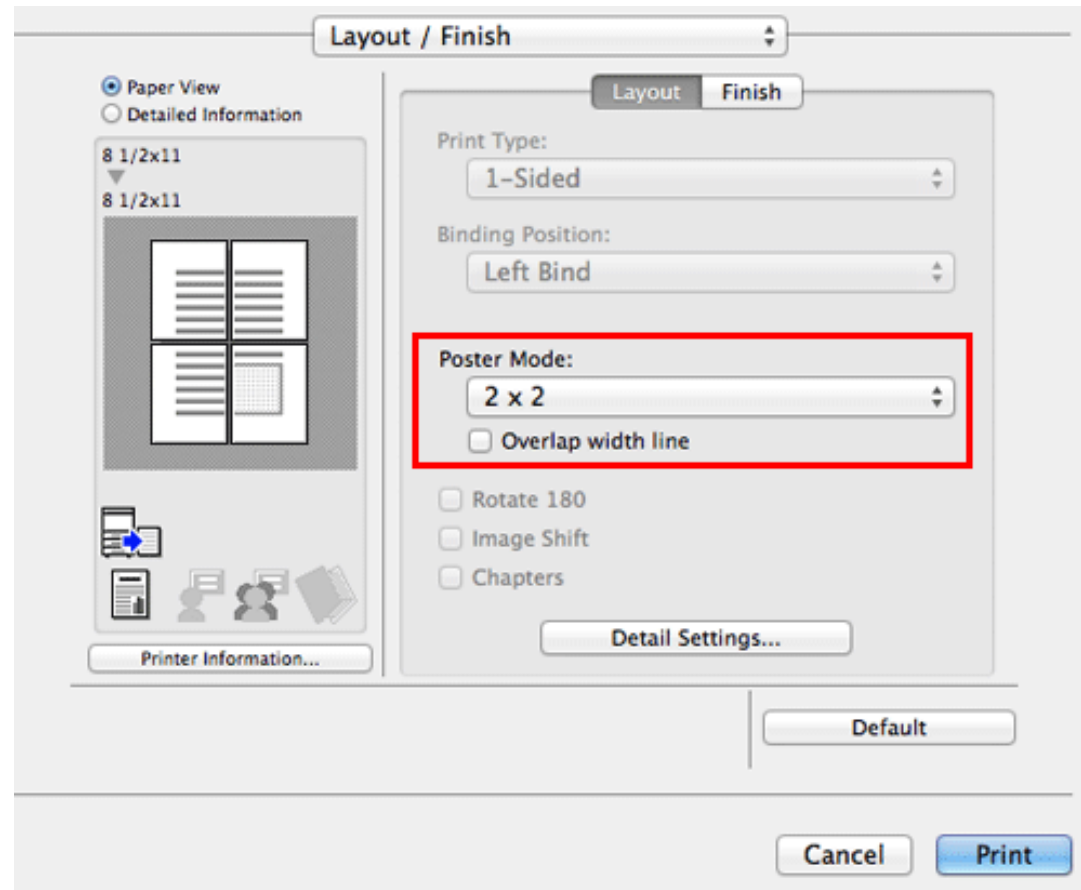 Layout / Finish
Paper View
Detailed Information
8 1/2x11
8 1/2x11
Printer Information...
Layout Finish
Print Type:
1-Sided
Binding Position:
Left Bind
Poster Mode:
2 x 2
Overlap width line
Rotate 180
Image Shift
Chapters
Detail Settings...
Default
Cancel Print